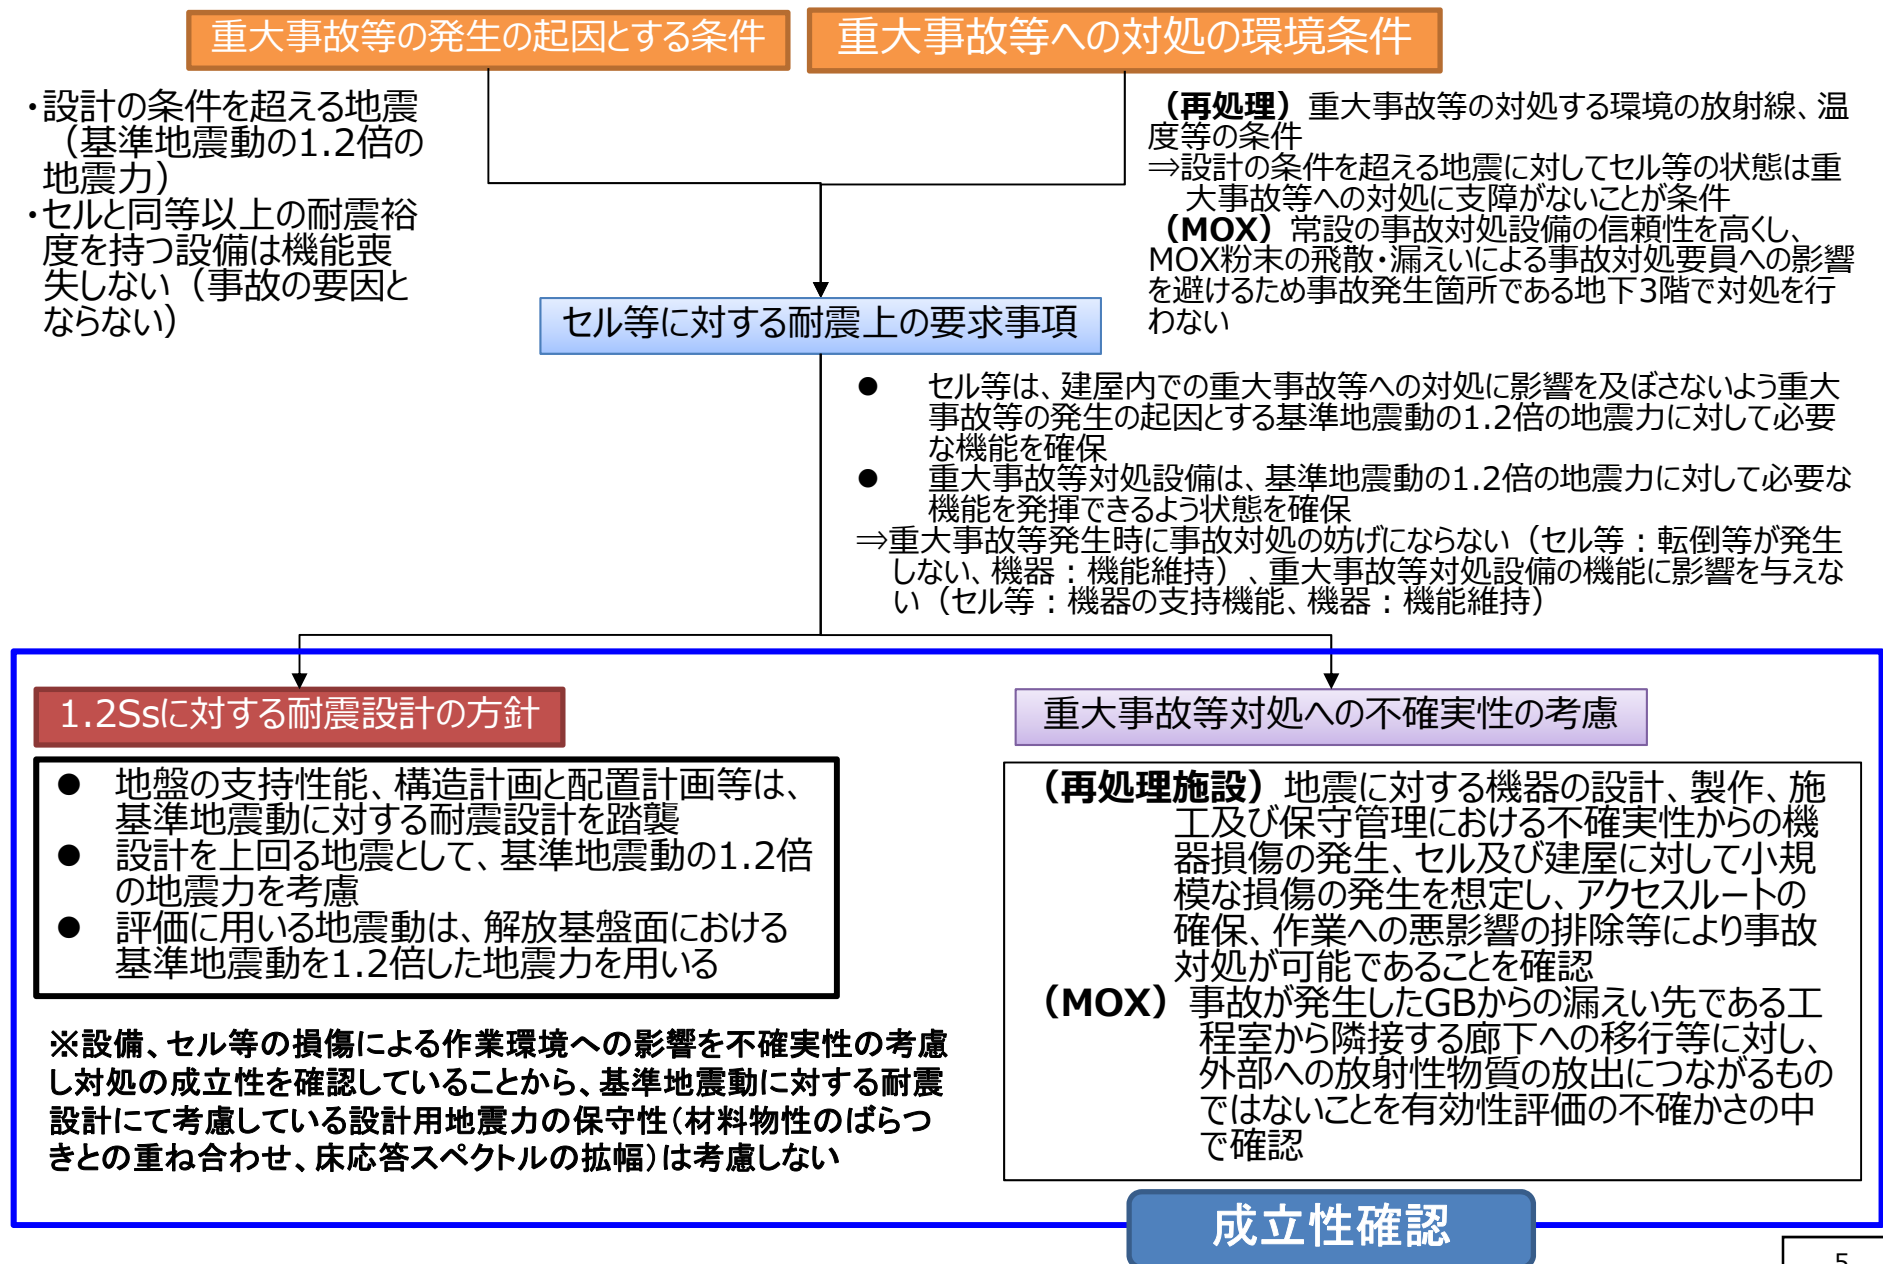 重大事故等の発生の起因とする条件
重大事故等への対処の環境条件
・設計の条件を超える地震
（基準地震動の1.2倍の
地震力）
・セルと同等以上の耐震裕
度を持つ設備は機能喪
失しない（事故の要因と
ならない）
（再処理）重大事故等の対処する環境の放射線、温
度等の条件
⇒設計の条件を超える地震に対してセル等の状態は重
大事故等への対処に支障がないことが条件
（MOX）常設の事故対処設備の信頼性を高くし、
MOX粉末の飛散・漏えいによる事故対処要員への影響
を避けるため事故発生箇所である地下3階で対処を行
わない
セル等に対する耐震上の要求事項
● セル等は、建屋内での重大事故等への対処に影響を及ぼさないよう重大
事故等の発生の起因とする基準地震動の1.2倍の地震力に対して必要
な機能を確保
● 重大事故等対処設備は、基準地震動の1.2倍の地震力に対して必要な
機能を発揮できるよう状態を確保
⇒重大事故等発生時に事故対処の妨げにならない（セル等：転倒等が発生
しない、機器：機能維持）、重大事故等対処設備の機能に影響を与えな
い（セル等：機器の支持機能、機器：機能維持）
1.2Ssに対する耐震設計の方針
● 地盤の支持性能、構造計画と配置計画等は、
基準地震動に対する耐震設計を踏襲
● 設計を上回る地震として、基準地震動の1.2倍
の地震力を考慮
● 評価に用いる地震動は、解放基盤面における
基準地震動を1.2倍した地震力を用いる
※設備、セル等の損傷による作業環境への影響を不確実性の考慮
し対処の成立性を確認していることから、基準地震動に対する耐震
設計にて考慮している設計用地震力の保守性（材料物性のばらつ
きとの重ね合わせ、床応答スペクトルの拡幅）は考慮しない
重大事故等対処への不確実性の考慮
（再処理施設）地震に対する機器の設計、製作、施
工及び保守管理における不確実性からの機
器損傷の発生、セル及び建屋に対して小規
模な損傷の発生を想定し、アクセスルートの
確保、作業への悪影響の排除等により事故
対処が可能であることを確認
（MOX）事故が発生したGBからの漏えい先である工
程室から隣接する廊下への移行等に対し、
外部への放射性物質の放出につながるもの
ではないことを有効性評価の不確かさの中
で確認
成立性確認
5